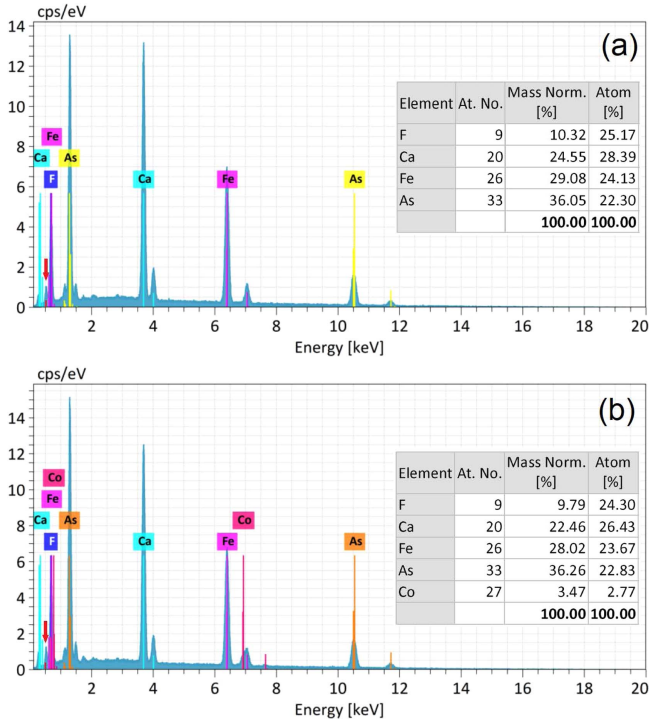 cps/eV
14
(a)
12
Element At. No. Mass Norm. [%] Atom [%]
F 9 10.32 25.17
Ca 20 24.55 28.39
Fe 26 29.08 24.13
As 33 36.05 22.30
100.00 100.00
10
Fe
8
Ca As
F Ca Fe As
6
4
2
0
2 4 6 8 10 12 14 16 18 20
Energy [keV]
cps/eV
(b)
14
12
Element At. No. Mass Norm. [%] Atom [%]
F 9 9.79 24.30
Ca 20 22.46 26.43
Fe 26 28.02 23.67
As 33 36.26 22.83
Co 27 3.47 2.77
100.00 100.00
10
Co
Fe
Ca As Co
8
F Ca Fe As
6
4
2
0
2 4 6 8 10 12 14 16 18 20
Energy [keV]